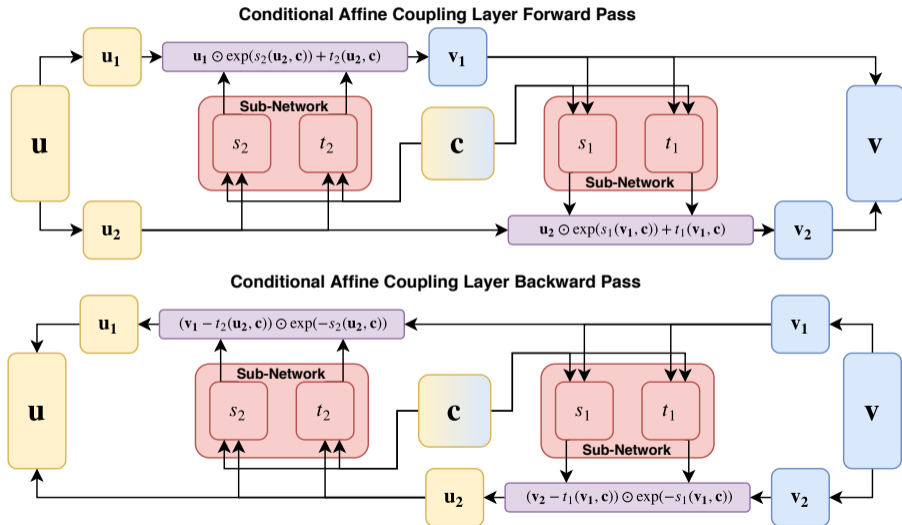 Conditional Affine Coupling Layer Forward Pass
u₁
u₁ ⊙ exp(s₂(u₂, c)) + t₂(u₂, c)
v₁
Sub-Network
u
s₂
t₂
c
s₁
t₁
v
Sub-Network
u₂
u₂ ⊙ exp(s₁(v₁, c)) + t₁(v₁, c)
v₂
Conditional Affine Coupling Layer Backward Pass
u₁
(v₁ − t₂(u₂, c)) ⊙ exp(−s₂(u₂, c))
v₁
Sub-Network
u
s₂
t₂
c
s₁
t₁
v
Sub-Network
u₂
(v₂ − t₁(v₁, c)) ⊙ exp(−s₁(v₁, c))
v₂